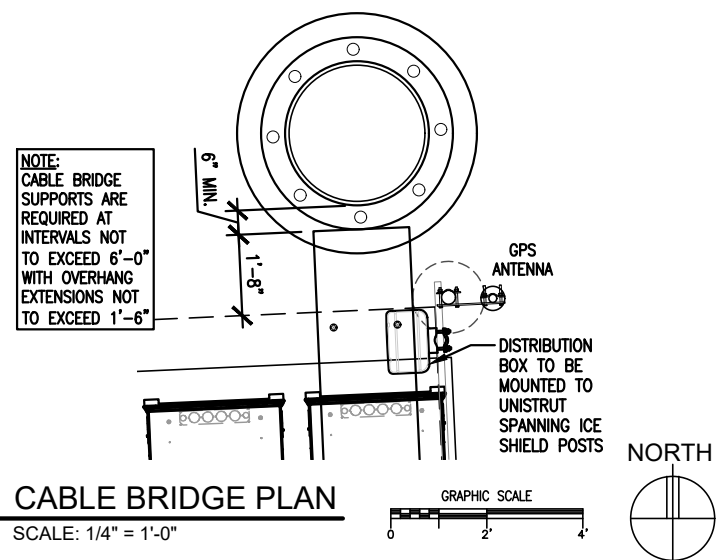 NOTE:
CABLE BRIDGE
SUPPORTS ARE
REQUIRED AT
INTERVALS NOT
TO EXCEED 6'-0"
WITH OVERHANG
EXTENSIONS NOT
TO EXCEED 1'-6"
6" MIN.
1'-8"
GPS
ANTENNA
DISTRIBUTION
BOX TO BE
MOUNTED TO
UNISTRUT
SPANNING ICE
SHIELD POSTS
CABLE BRIDGE PLAN
SCALE: 1/4" = 1'-0"
GRAPHIC SCALE
0 2' 4'
NORTH